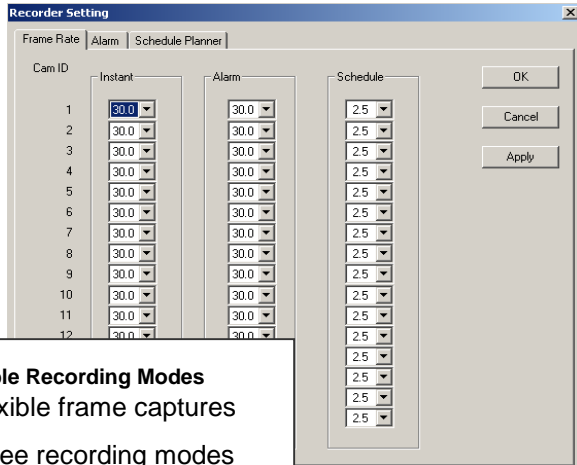 Recorder Setting
Frame Rate Alarm Schedule Planner
Cam ID Instant Alarm Schedule OK
1 30.0 30.0 2.5
Cancel
2 30.0 30.0 2.5
3 30.0 30.0 2.5
Apply
4 30.0 30.0 2.5
5 30.0 30.0 2.5
6 30.0 30.0 2.5
7 30.0 30.0 2.5
8 30.0 30.0 2.5
9 30.0 30.0 2.5
10 30.0 30.0 2.5
11 30.0 30.0 2.5
12 30.0 30.0 2.5
2.5
2.5
2.5
2.5
Recording Modes
frame captures
recording modes